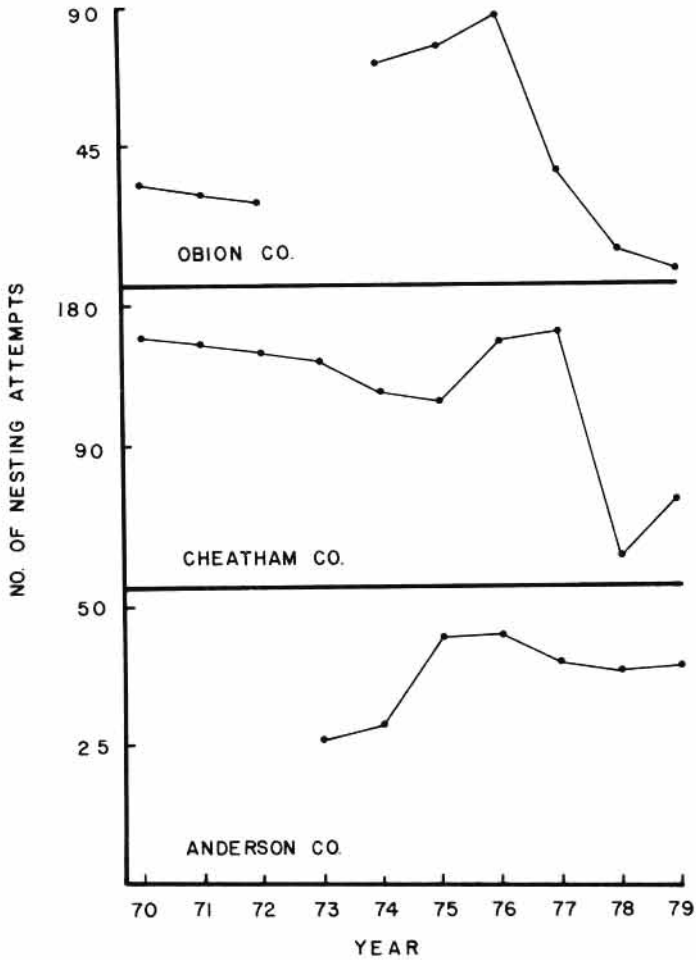 90
45
OBION CO.
180
90
CHEATHAM CO.
50
25
ANDERSON CO.
NO. OF NESTING ATTEMPTS
70 71 72 73 74 75 76 77 78 79
YEAR